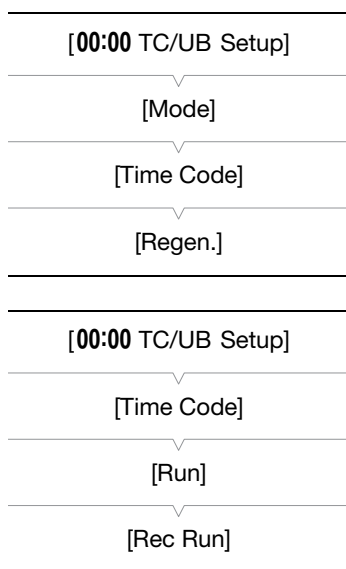 [00:00 TC/UB Setup]
[Mode]
[Time Code]
[Regen.]
[00:00 TC/UB Setup]
[Time Code]
[Run]
[Rec Run]